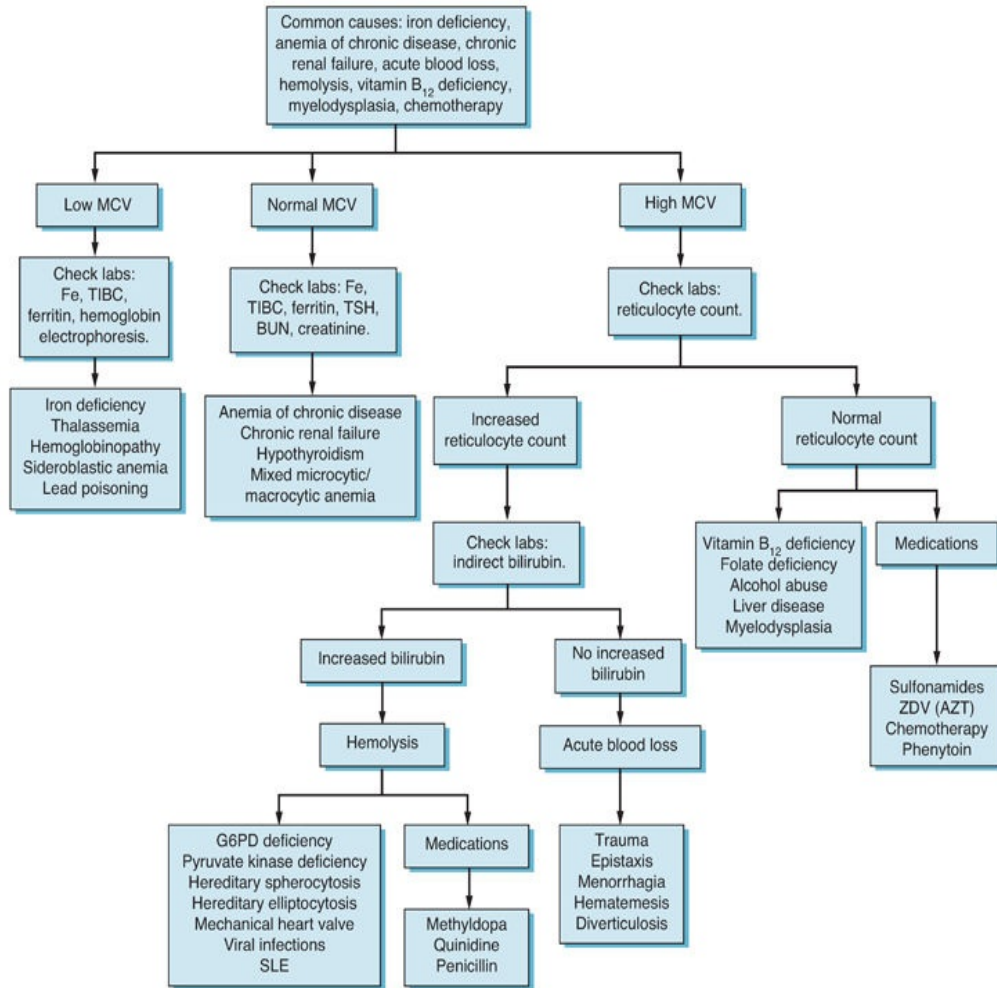 Common causes: iron deficiency,
anemia of chronic disease, chronic
renal failure, acute blood loss,
hemolysis, vitamin B12 deficiency,
myelodysplasia, chemotherapy
Low MCV
Normal MCV
High MCV
Check labs:
Fe, TIBC,
ferritin, hemoglobin
electrophoresis.
Check labs: Fe,
TIBC, ferritin, TSH,
BUN, creatinine.
Check labs:
reticulocyte count.
Iron deficiency
Thalassemia
Hemoglobinopathy
Sideroblastic anemia
Lead poisoning
Anemia of chronic disease
Chronic renal failure
Hypothyroidism
Mixed microcytic/
macrocytic anemia
Increased
reticulocyte count
Normal
reticulocyte count
Check labs:
indirect bilirubin.
Vitamin B12 deficiency
Folate deficiency
Alcohol abuse
Liver disease
Myelodysplasia
Medications
Increased bilirubin
No increased
bilirubin
Sulfonamides
ZDV (AZT)
Chemotherapy
Phenytoin
Hemolysis
Acute blood loss
G6PD deficiency
Pyruvate kinase deficiency
Hereditary spherocytosis
Hereditary elliptocytosis
Mechanical heart valve
Viral infections
SLE
Medications
Methyldopa
Quinidine
Penicillin
Trauma
Epistaxis
Menorrhagia
Hematemesis
Diverticulosis